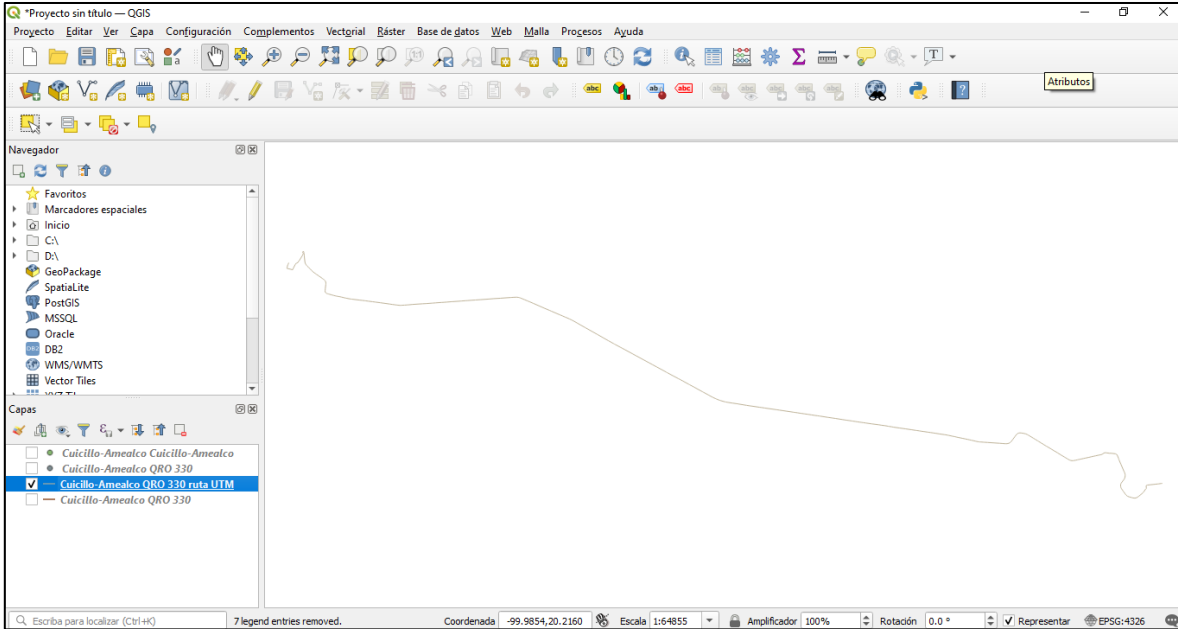 *Proyecto sin título — QGIS
Proyecto Editar Ver Capa Configuración Complementos Vectorial Ráster Base de datos Web Malla Procesos Ayuda
Atributos
Navegador
Favoritos
Marcadores espaciales
Inicio
C:\
D:\
GeoPackage
SpatiaLite
PostGIS
MSSQL
Oracle
DB2
WMS/WMTS
Vector Tiles
Capas
Cuicillo-Amealco Cuicillo-Amealco
Cuicillo-Amealco QRO 330
Cuicillo-Amealco QRO 330 ruta UTM
Cuicillo-Amealco QRO 330
Escriba para localizar (Ctrl+K) 7 legend entries removed. Coordenada -99.9854,20.2160 Escala 1:64855 Amplificador 100% Rotación 0.0 ° Representar EPSG:4326